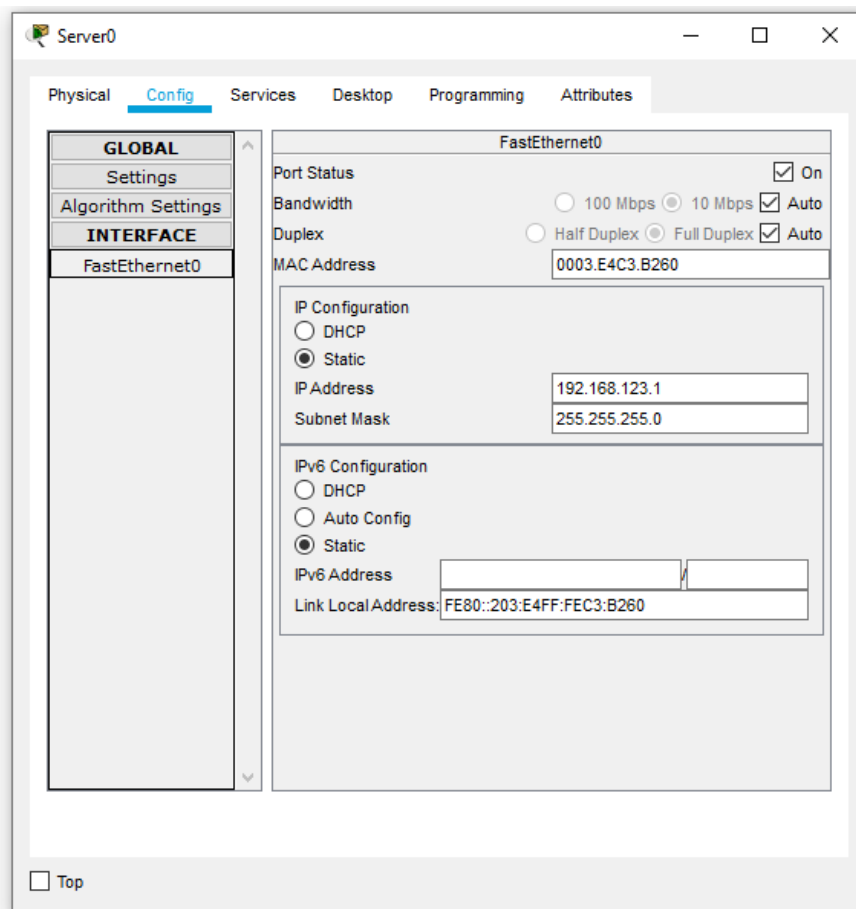 Server0
Physical Config Services Desktop Programming Attributes
GLOBAL
Settings
Algorithm Settings
INTERFACE
FastEthernet0
FastEthernet0
Port Status On
Bandwidth 100 Mbps 10 Mbps Auto
Duplex Half Duplex Full Duplex Auto
MAC Address 0003.E4C3.B260
IP Configuration
DHCP
Static
IP Address 192.168.123.1
Subnet Mask 255.255.255.0
IPv6 Configuration
DHCP
Auto Config
Static
IPv6 Address /
Link Local Address: FE80::203:E4FF:FEC3:B260
Top